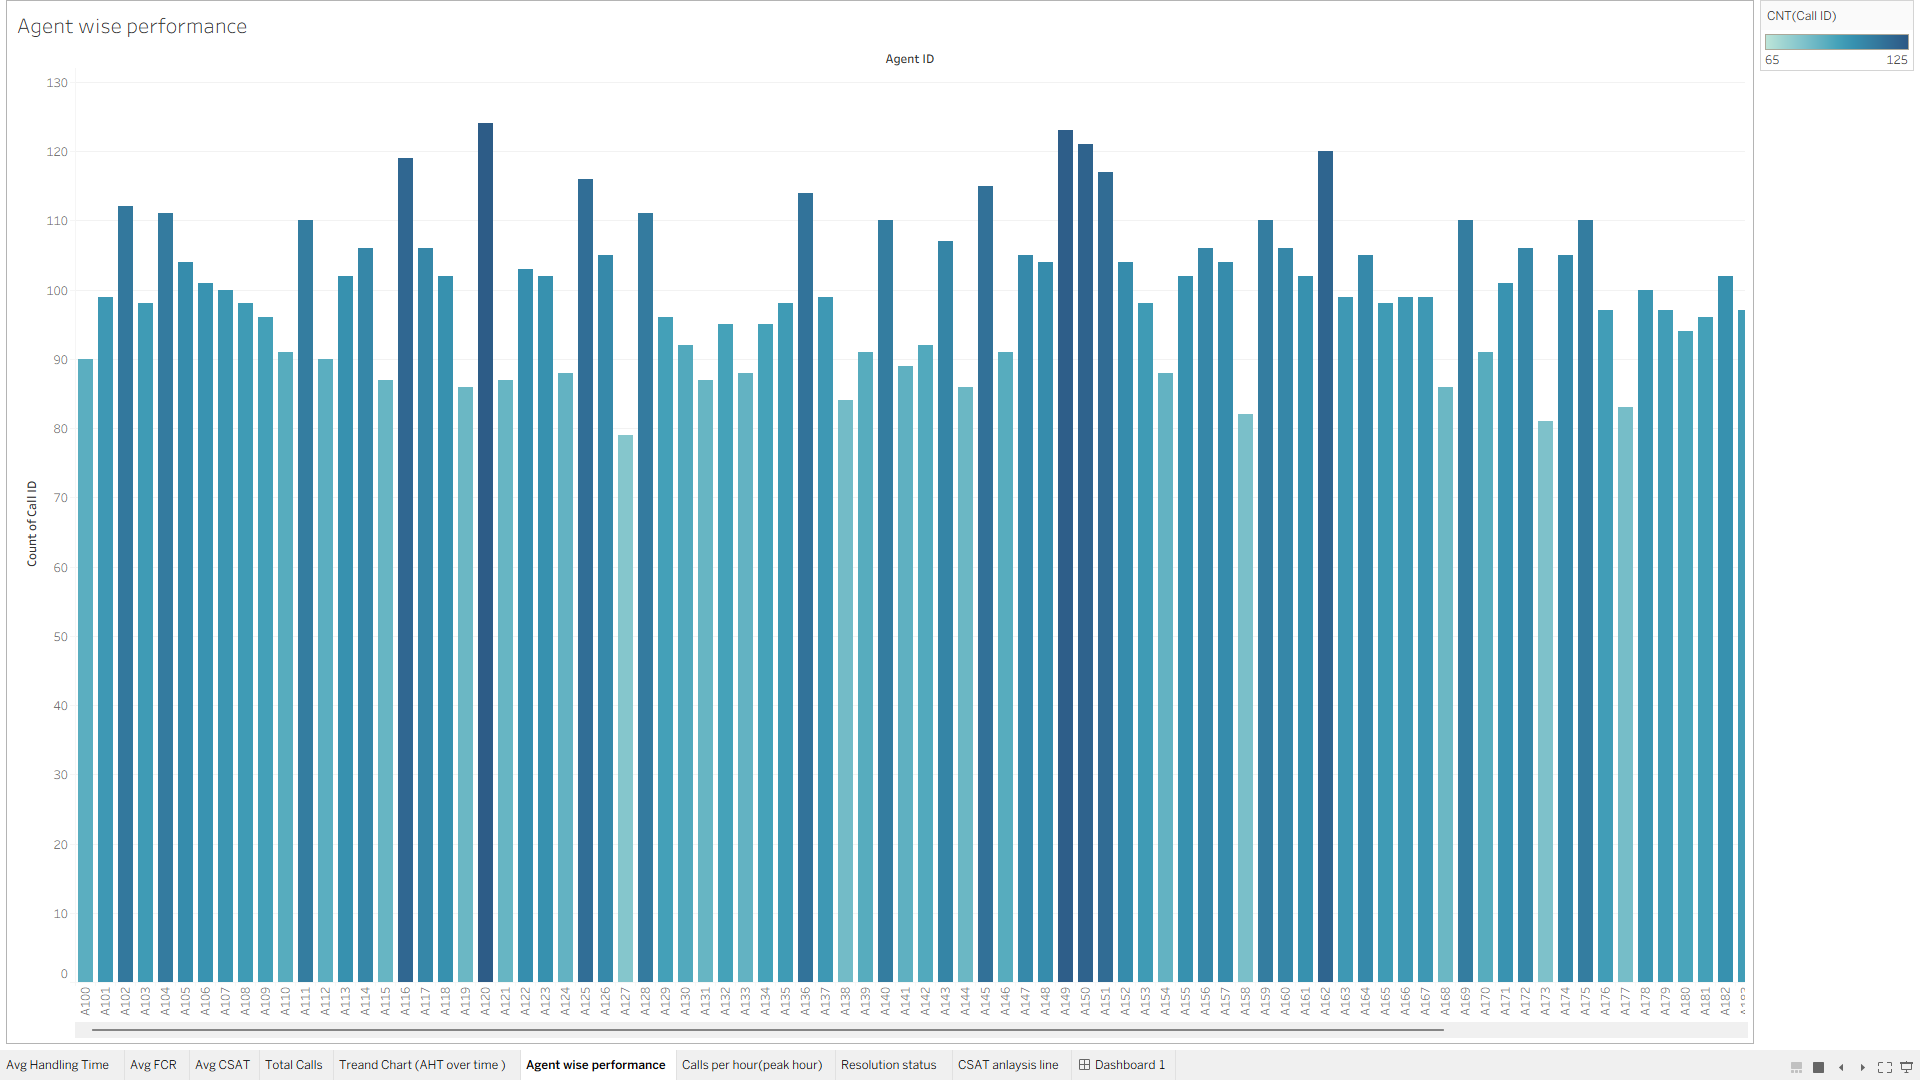 Agent wise performance
CNT(Call ID)
65 125
Agent ID
130
120
110
100
90
80
70
60
50
40
30
20
10
0
Count of Call ID
A100 A101 A102 A103 A104 A105 A106 A107 A108 A109 A110 A111 A112 A113 A114 A115 A116 A117 A118 A119 A120 A121 A122 A123 A124 A125 A126 A127 A128 A129 A130 A131 A132 A133 A134 A135 A136 A137 A138 A139 A140 A141 A142 A143 A144 A145 A146 A147 A148 A149 A150 A151 A152 A153 A154 A155 A156 A157 A158 A159 A160 A161 A162 A163 A164 A165 A166 A167 A168 A169 A170 A171 A172 A173 A174 A175 A176 A177 A178 A179 A180 A181 A182
Avg Handling Time Avg FCR Avg CSAT Total Calls Treand Chart (AHT over time ) Agent wise performance Calls per hour(peak hour) Resolution status CSAT anlaysis line Dashboard 1